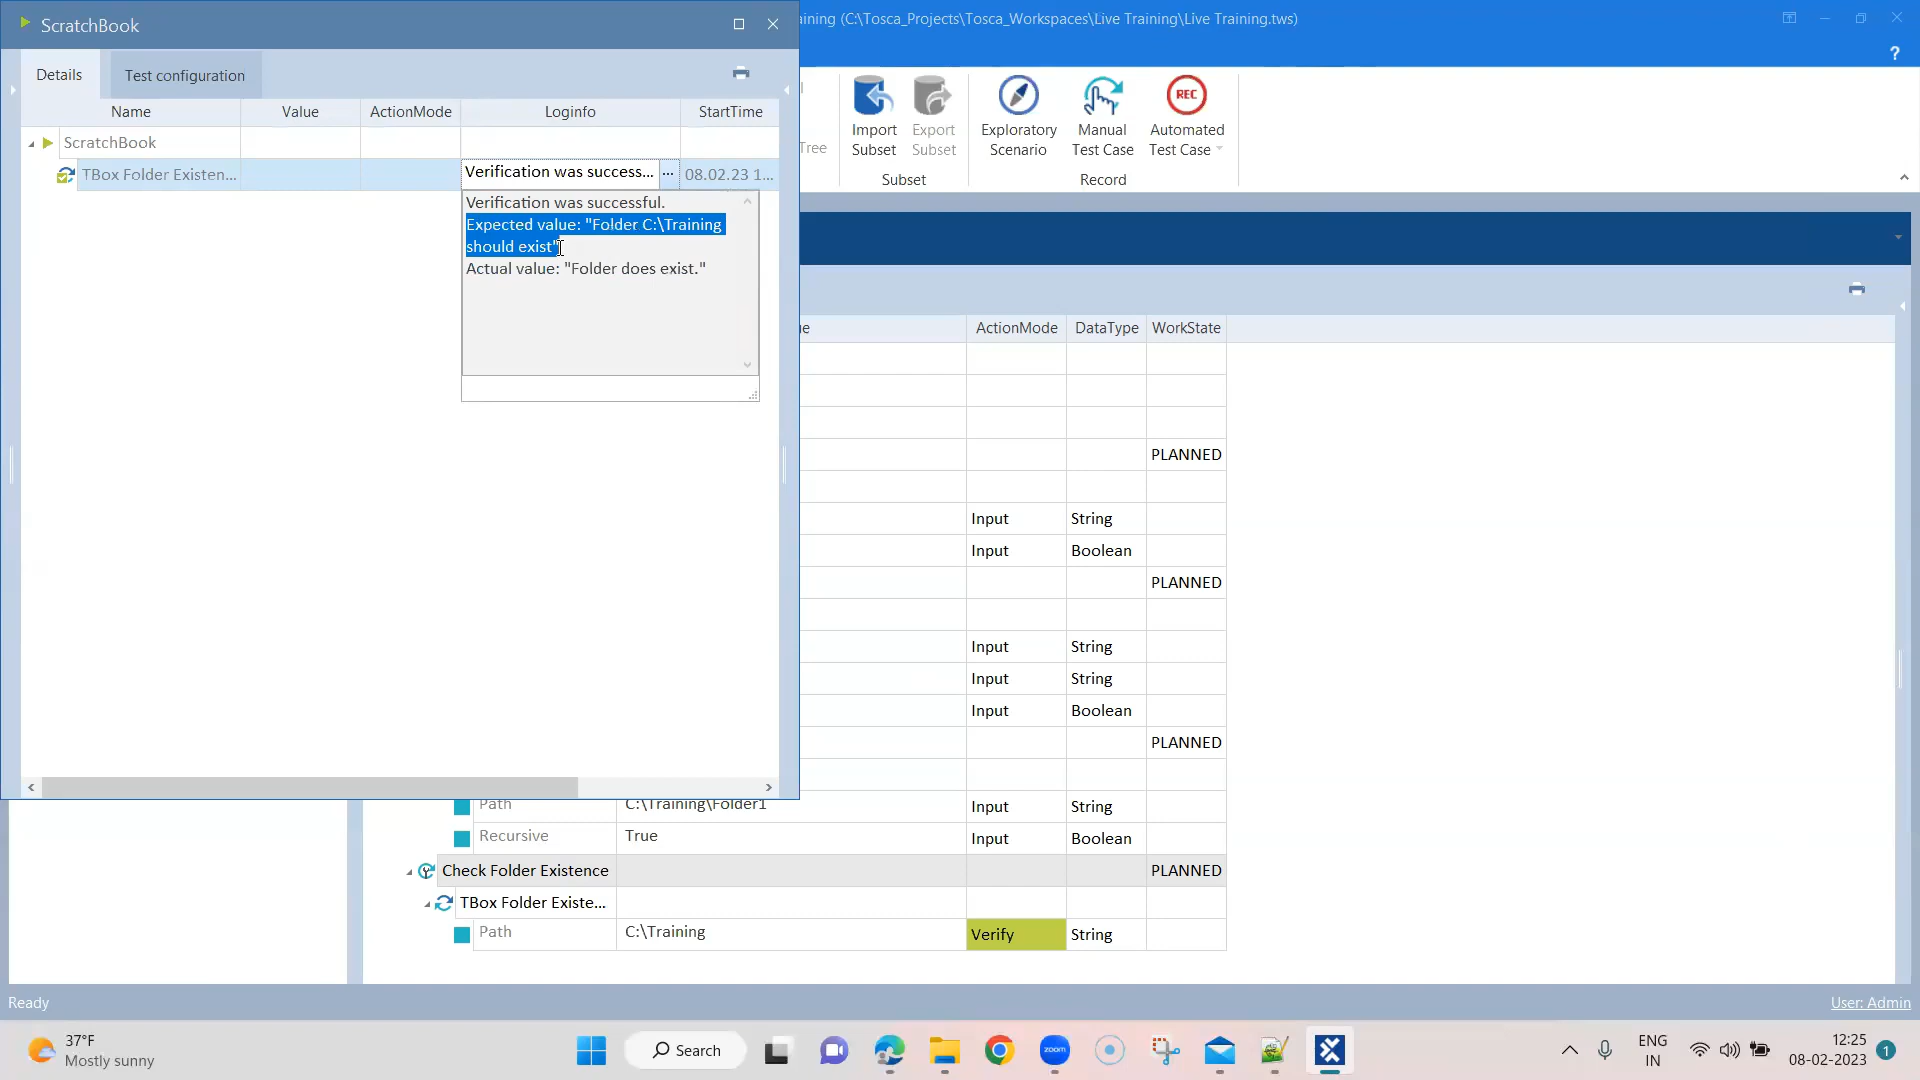 ScratchBook
aining (C:\Tosca_Projects\Tosca_Workspaces\Live Training\Live Training.tws)
?
Details
Test configuration
Name
Value
ActionMode
Loginfo
StartTime
ScratchBook
TBox Folder Existen...
Verification was success...
...
08.02.23 1...
Verification was successful.
Expected value: "Folder C:\Training
should exist"
Actual value: "Folder does exist."
Tree
Import
Subset
Export
Subset
Subset
Exploratory
Scenario
Manual
Test Case
REC
Automated
Test Case
Record
ActionMode
DataType
WorkState
PLANNED
Input
String
Input
Boolean
PLANNED
Input
String
Input
String
Input
Boolean
PLANNED
Path
C:\Training\Folder1
Input
String
Recursive
True
Input
Boolean
Check Folder Existence
PLANNED
TBox Folder Existe...
Path
C:\Training
Verify
String
Ready
User: Admin
37°F
Mostly sunny
Search
zoom
ENG
IN
12:25
08-02-2023
1